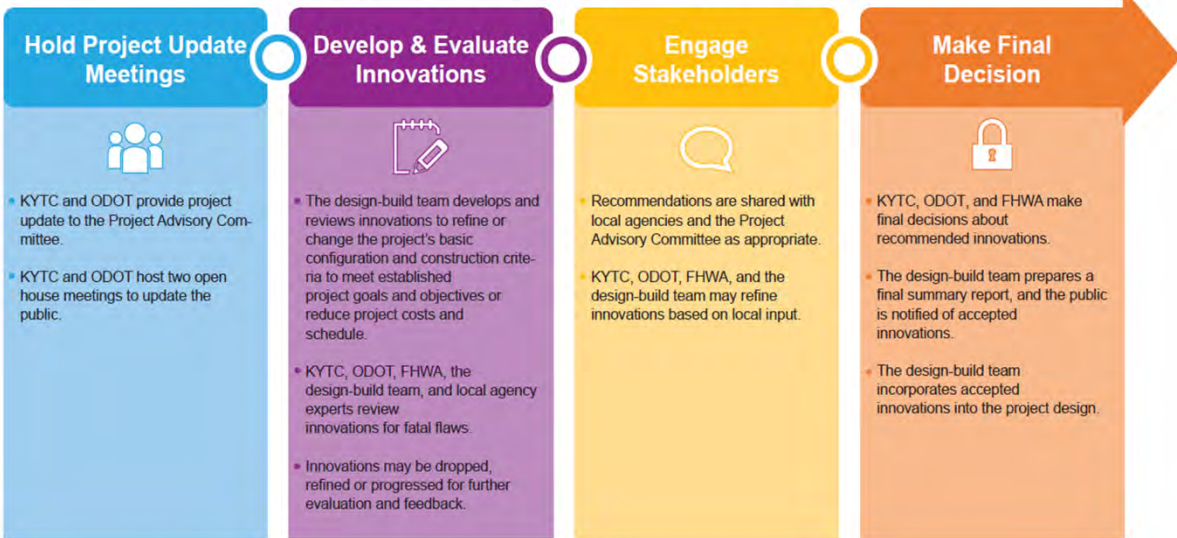 Hold Project Update
Meetings
• KYTC and ODOT provide project
update to the Project Advisory Com-
mittee.
• KYTC and ODOT host two open
house meetings to update the
public.
Develop & Evaluate
Innovations
• The design-build team develops and
reviews innovations to refine or
change the project's basic
configuration and construction crite-
ria to meet established
project goals and objectives or
reduce project costs and
schedule.
• KYTC, ODOT, FHWA, the
design-build team, and local agency
experts review
innovations for fatal flaws.
• Innovations may be dropped,
refined or progressed for further
evaluation and feedback.
Engage
Stakeholders
• Recommendations are shared with
local agencies and the Project
Advisory Committee as appropriate.
• KYTC, ODOT, FHWA, and the
design-build team may refine
innovations based on local input.
Make Final
Decision
• KYTC, ODOT, and FHWA make
final decisions about
recommended innovations.
• The design-build team prepares a
final summary report, and the public
is notified of accepted
innovations.
• The design-build team
incorporates accepted
innovations into the project design.